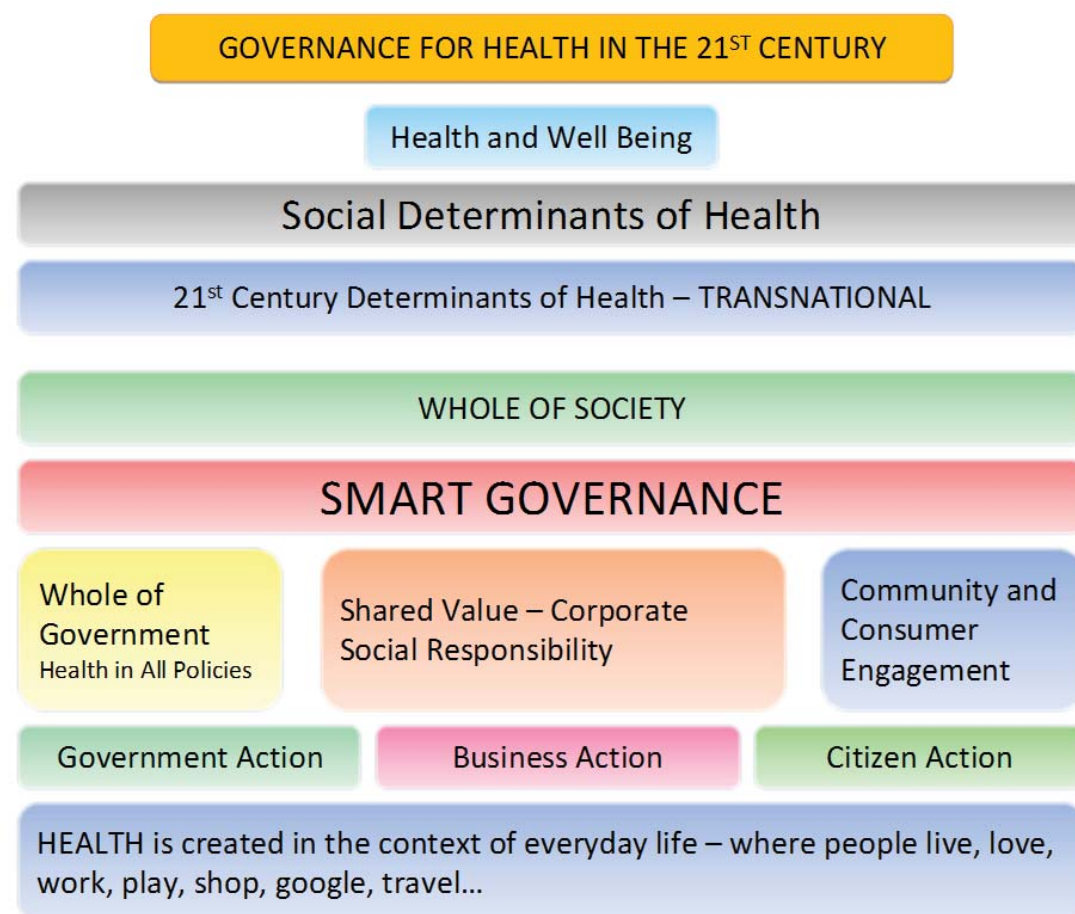 GOVERNANCE FOR HEALTH IN THE 21ST CENTURY
Health and Well Being
Social Determinants of Health
21st Century Determinants of Health – TRANSNATIONAL
WHOLE OF SOCIETY
SMART GOVERNANCE
Whole of
Government
Health in All Policies
Shared Value – Corporate
Social Responsibility
Community and
Consumer
Engagement
Government Action
Business Action
Citizen Action
HEALTH is created in the context of everyday life – where people live, love,
work, play, shop, google, travel...